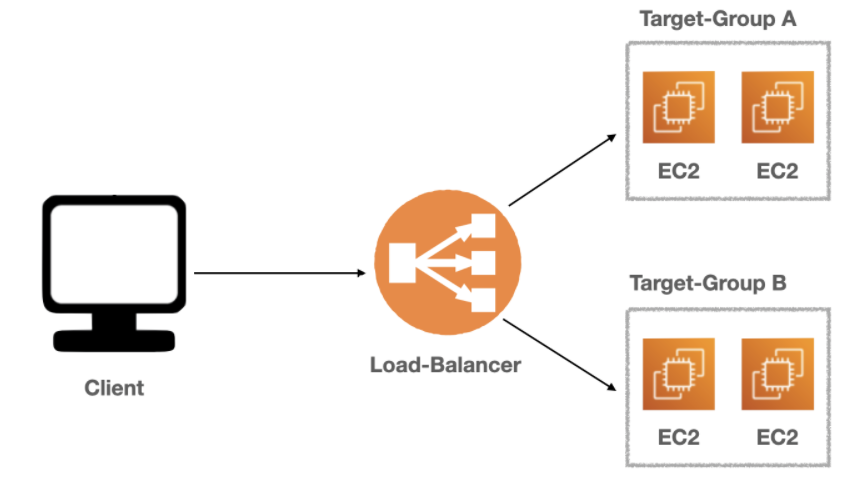 Target-Group A
EC2
EC2
Client
Load-Balancer
Target-Group B
EC2
EC2